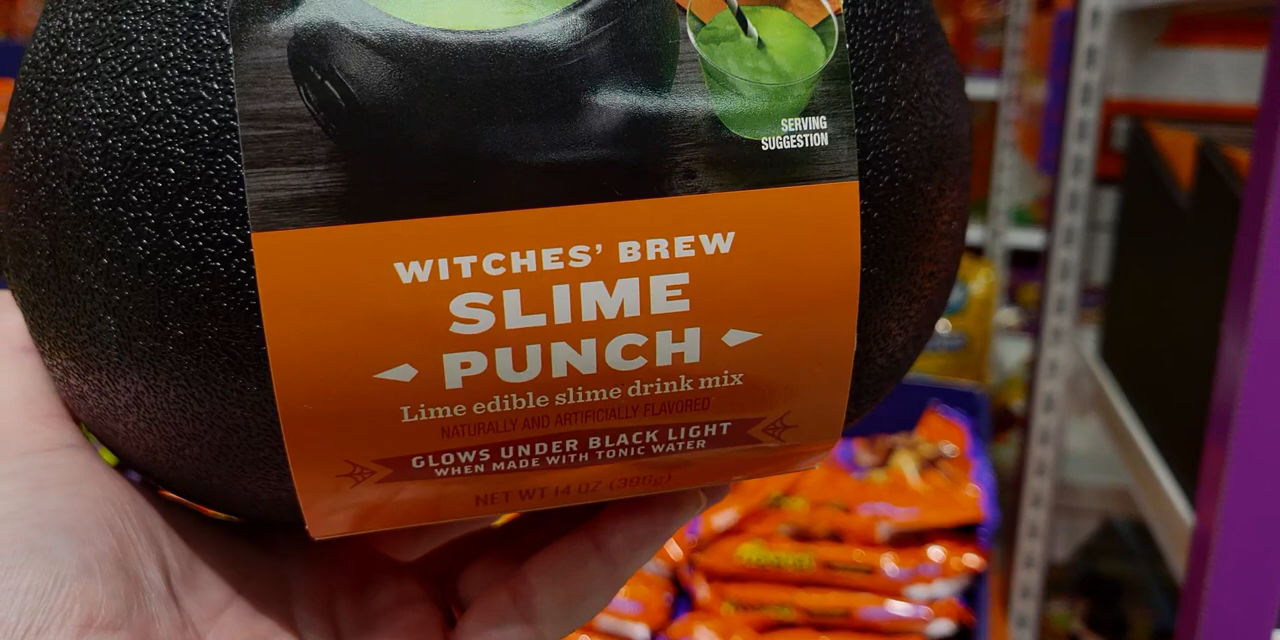 SERVING
SUGGESTION
WITCHES’ BREW
SLIME
PUNCH
Lime edible slime drink mix
NATURALLY AND ARTIFICIALLY FLAVORED
GLOWS UNDER BLACK LIGHT
WHEN MADE WITH TONIC WATER
NET WT 14 OZ (396g)